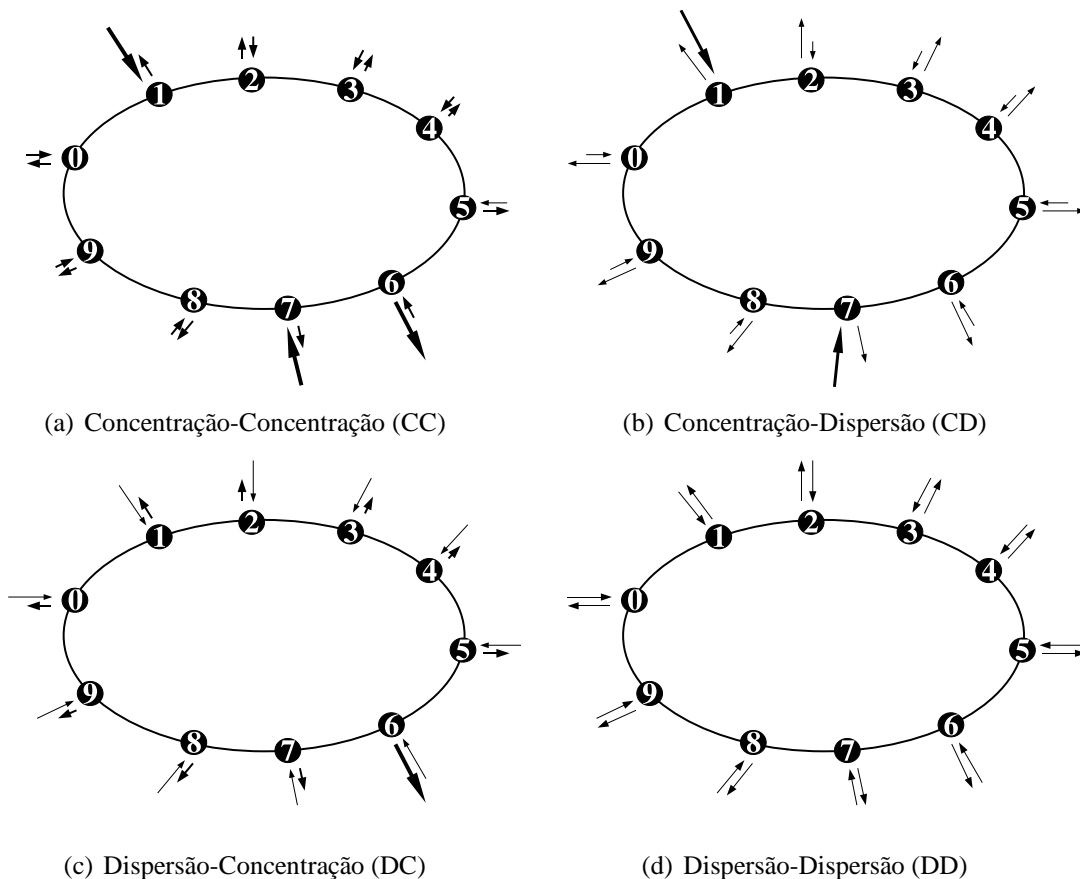 1 2 3 4 5 6 7 8 9 0
1 2 3 4 5 6 7 8 9 0
(a) Concentração-Concentração (CC)
(b) Concentração-Dispersão (CD)
1 2 3 4 5 6 7 8 9 0
1 2 3 4 5 6 7 8 9 0
(c) Dispersão-Concentração (DC)
(d) Dispersão-Dispersão (DD)